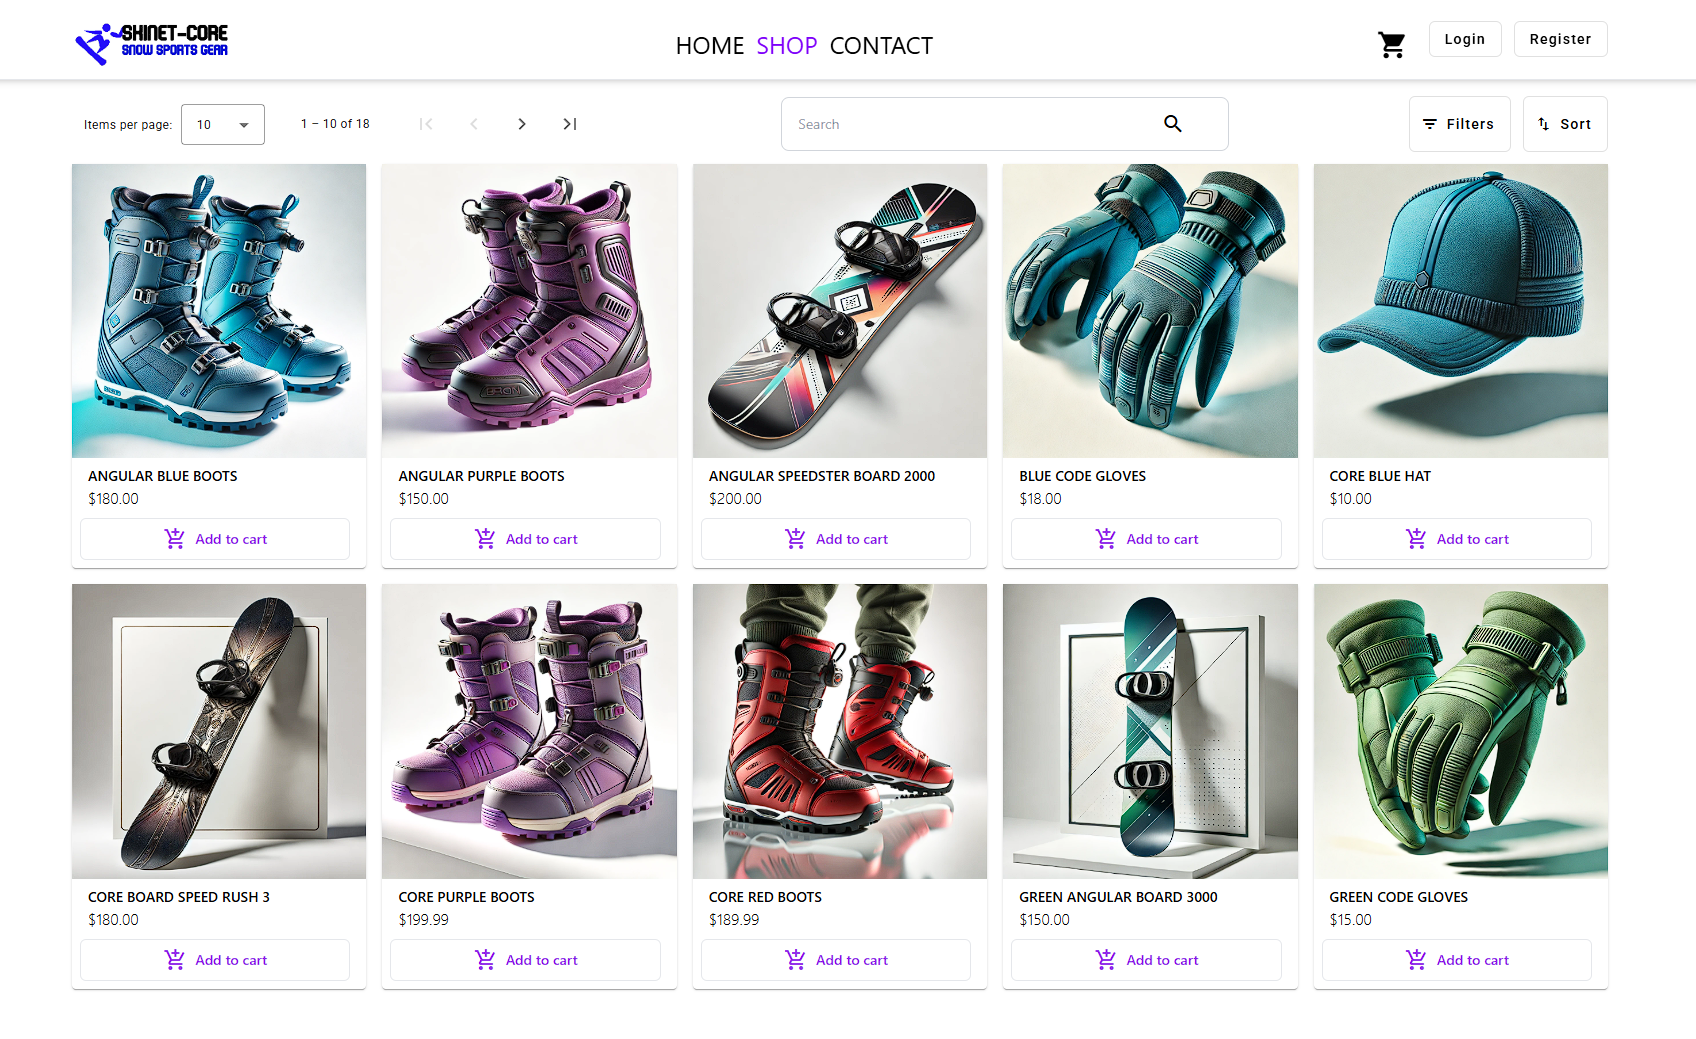 SKINET-CORE
SNOW SPORTS GEAR
HOME SHOP CONTACT
Login
Register
Items per page: 10
1 – 10 of 18
Search
Filters
Sort
ANGULAR BLUE BOOTS
$180.00
Add to cart
ANGULAR PURPLE BOOTS
$150.00
Add to cart
ANGULAR SPEEDSTER BOARD 2000
$200.00
Add to cart
BLUE CODE GLOVES
$18.00
Add to cart
CORE BLUE HAT
$10.00
Add to cart
CORE BOARD SPEED RUSH 3
$180.00
Add to cart
CORE PURPLE BOOTS
$199.99
Add to cart
CORE RED BOOTS
$189.99
Add to cart
GREEN ANGULAR BOARD 3000
$150.00
Add to cart
GREEN CODE GLOVES
$15.00
Add to cart